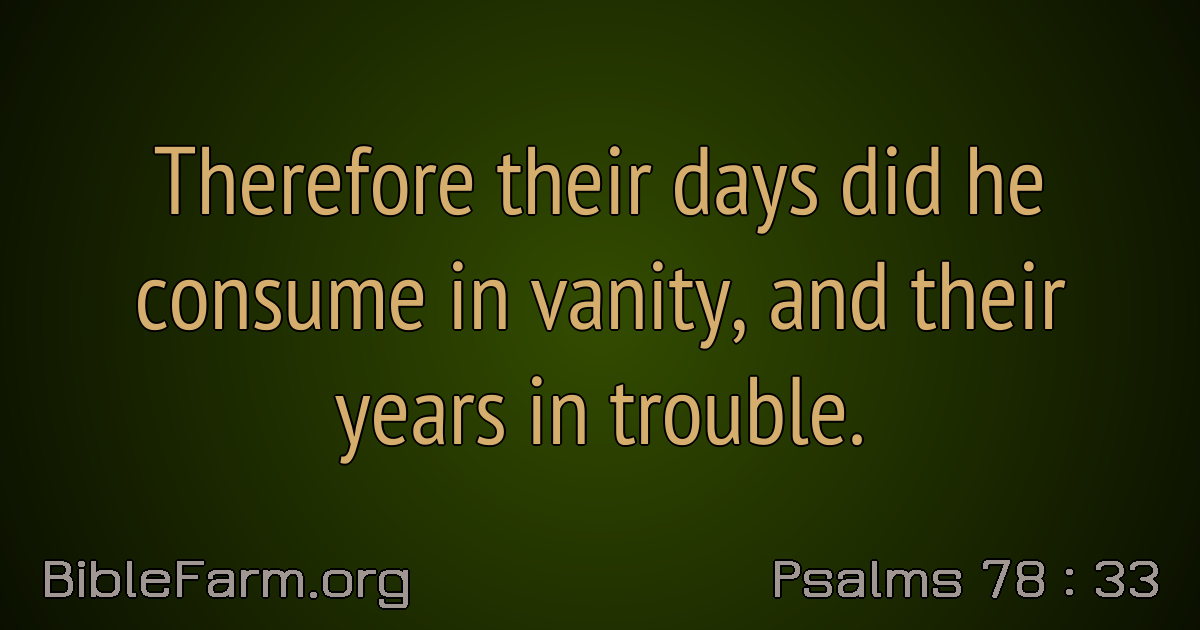 Therefore their days did he
consume in vanity, and their
years in trouble.
BibleFarm.org
Psalms 78 : 33